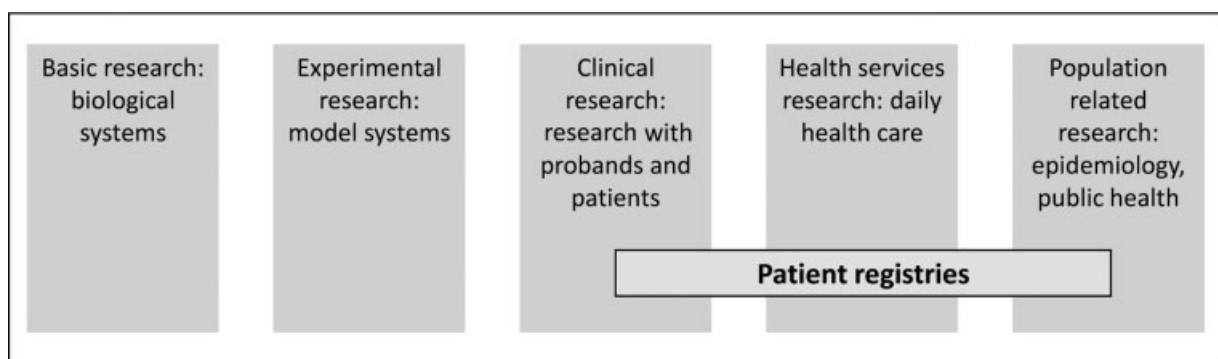 Basic research:
biological
systems
Experimental
research:
model systems
Clinical
research:
research with
probands and
patients
Health services
research: daily
health care
Population
related
research:
epidemiology,
public health
Patient registries